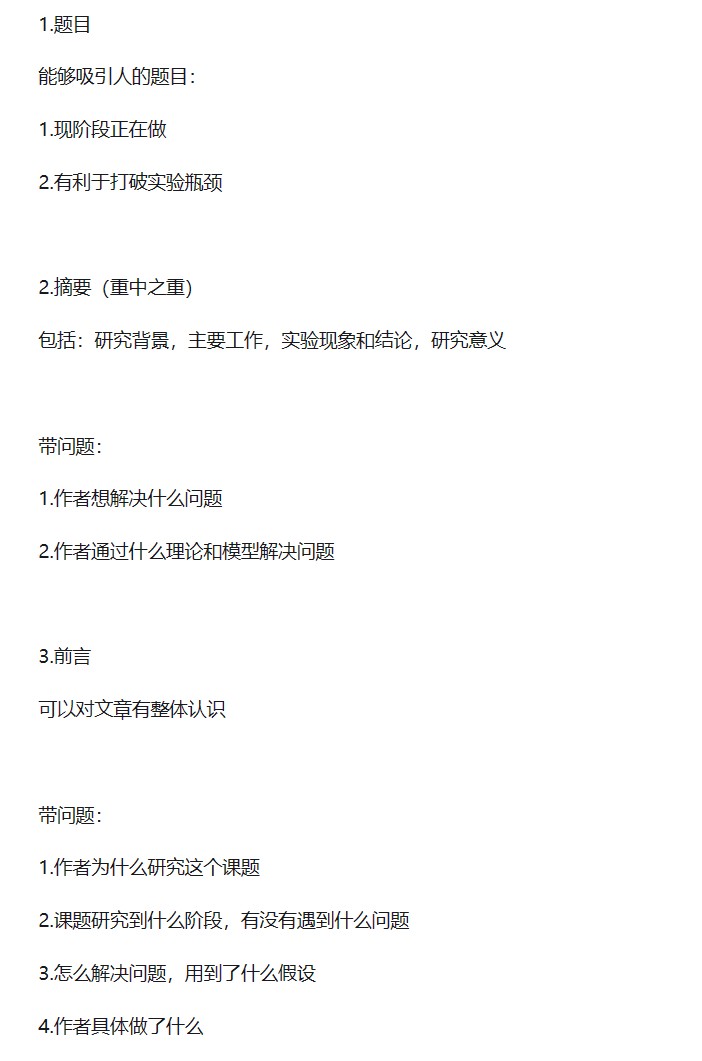 1.题目
能够吸引人的题目：
1.现阶段正在做
2.有利于打破实验瓶颈
2.摘要（重中之重）
包括：研究背景，主要工作，实验现象和结论，研究意义
带问题：
1.作者想解决什么问题
2.作者通过什么理论和模型解决问题
3.前言
可以对文章有整体认识
带问题：
1.作者为什么研究这个课题
2.课题研究到什么阶段，有没有遇到什么问题
3.怎么解决问题，用到了什么假设
4.作者具体做了什么